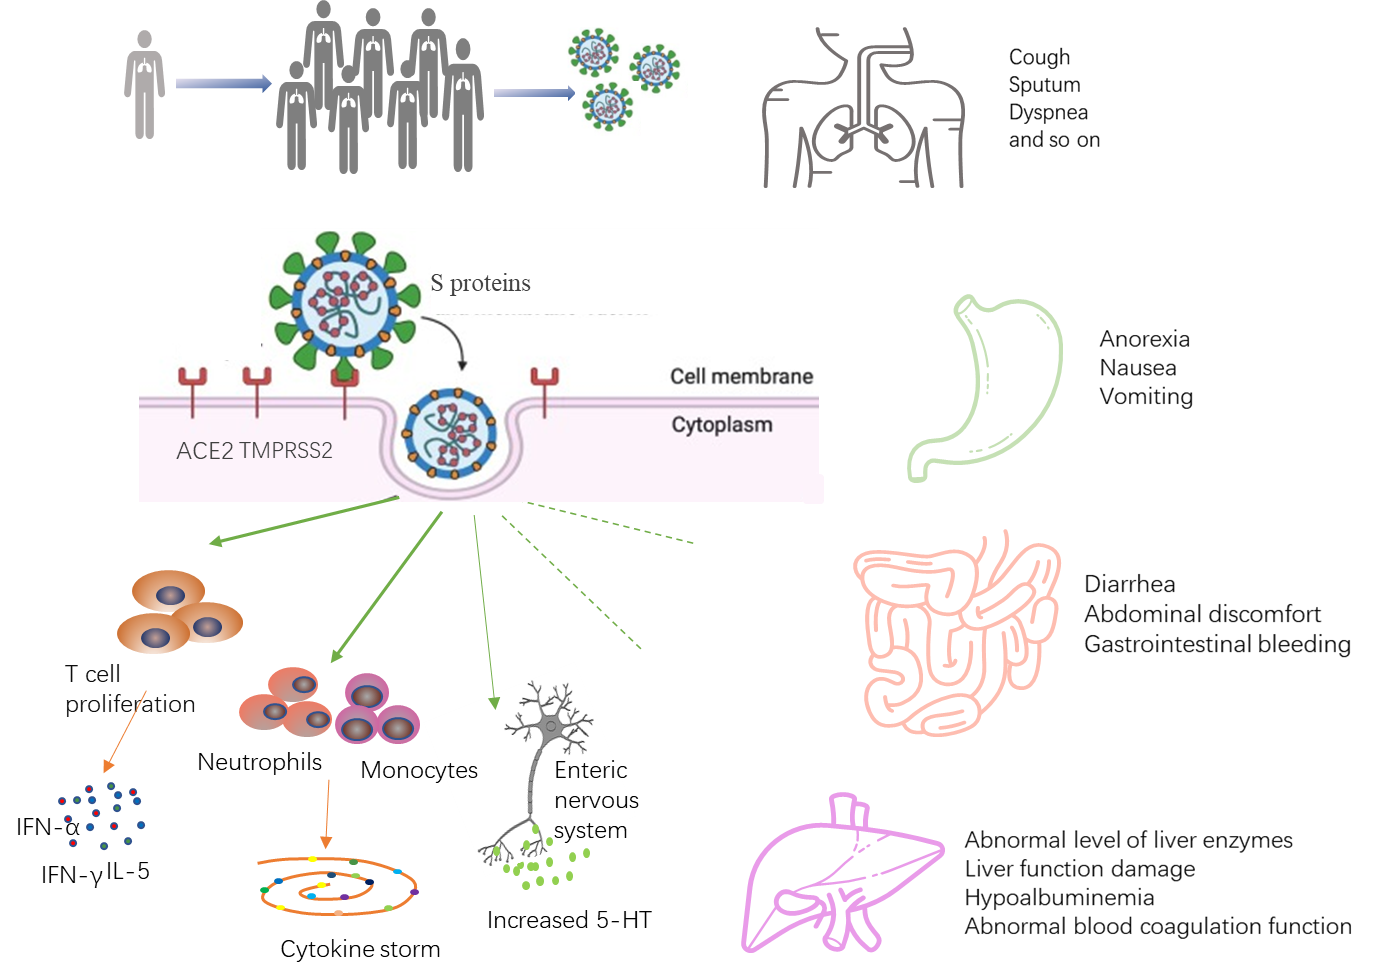 Cough
Sputum
Dyspnea
and so on
S proteins
Cell membrane
Cytoplasm
ACE2 TMPRSS2
Anorexia
Nausea
Vomiting
Diarrhea
Abdominal discomfort
Gastrointestinal bleeding
T cell
proliferation
Neutrophils
Monocytes
Enteric
nervous
system
IFN-α
IFN-γ IL-5
Increased 5-HT
Cytokine storm
Abnormal level of liver enzymes
Liver function damage
Hypoalbuminemia
Abnormal blood coagulation function